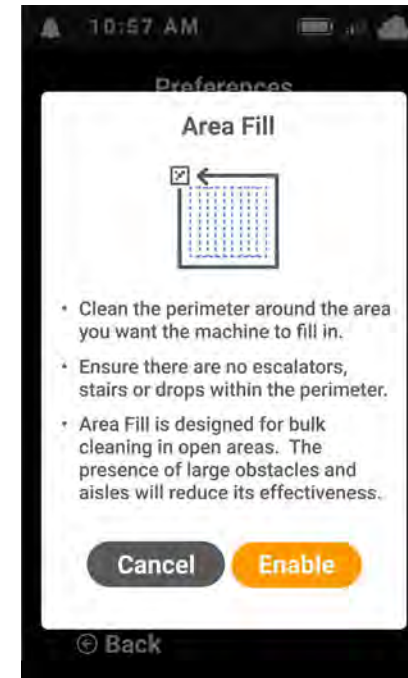 10:57 AM
Preferences
Area Fill
• Clean the perimeter around the area
you want the machine to fill in.
• Ensure there are no escalators,
stairs or drops within the perimeter.
• Area Fill is designed for bulk
cleaning in open areas. The
presence of large obstacles and
aisles will reduce its effectiveness.
Cancel Enable
Back